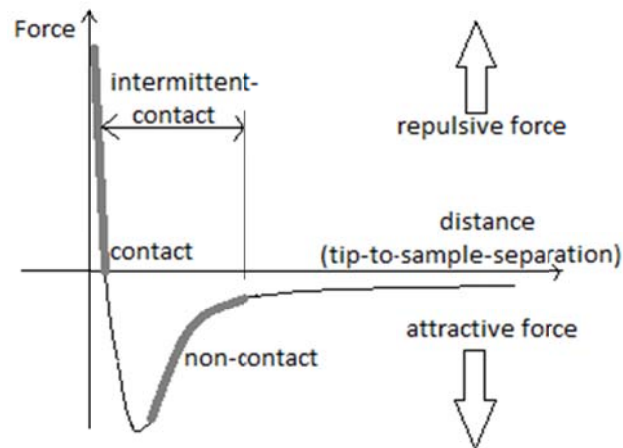 Force
intermittent-
contact
repulsive force
contact
distance
(tip-to-sample-separation)
non-contact
attractive force